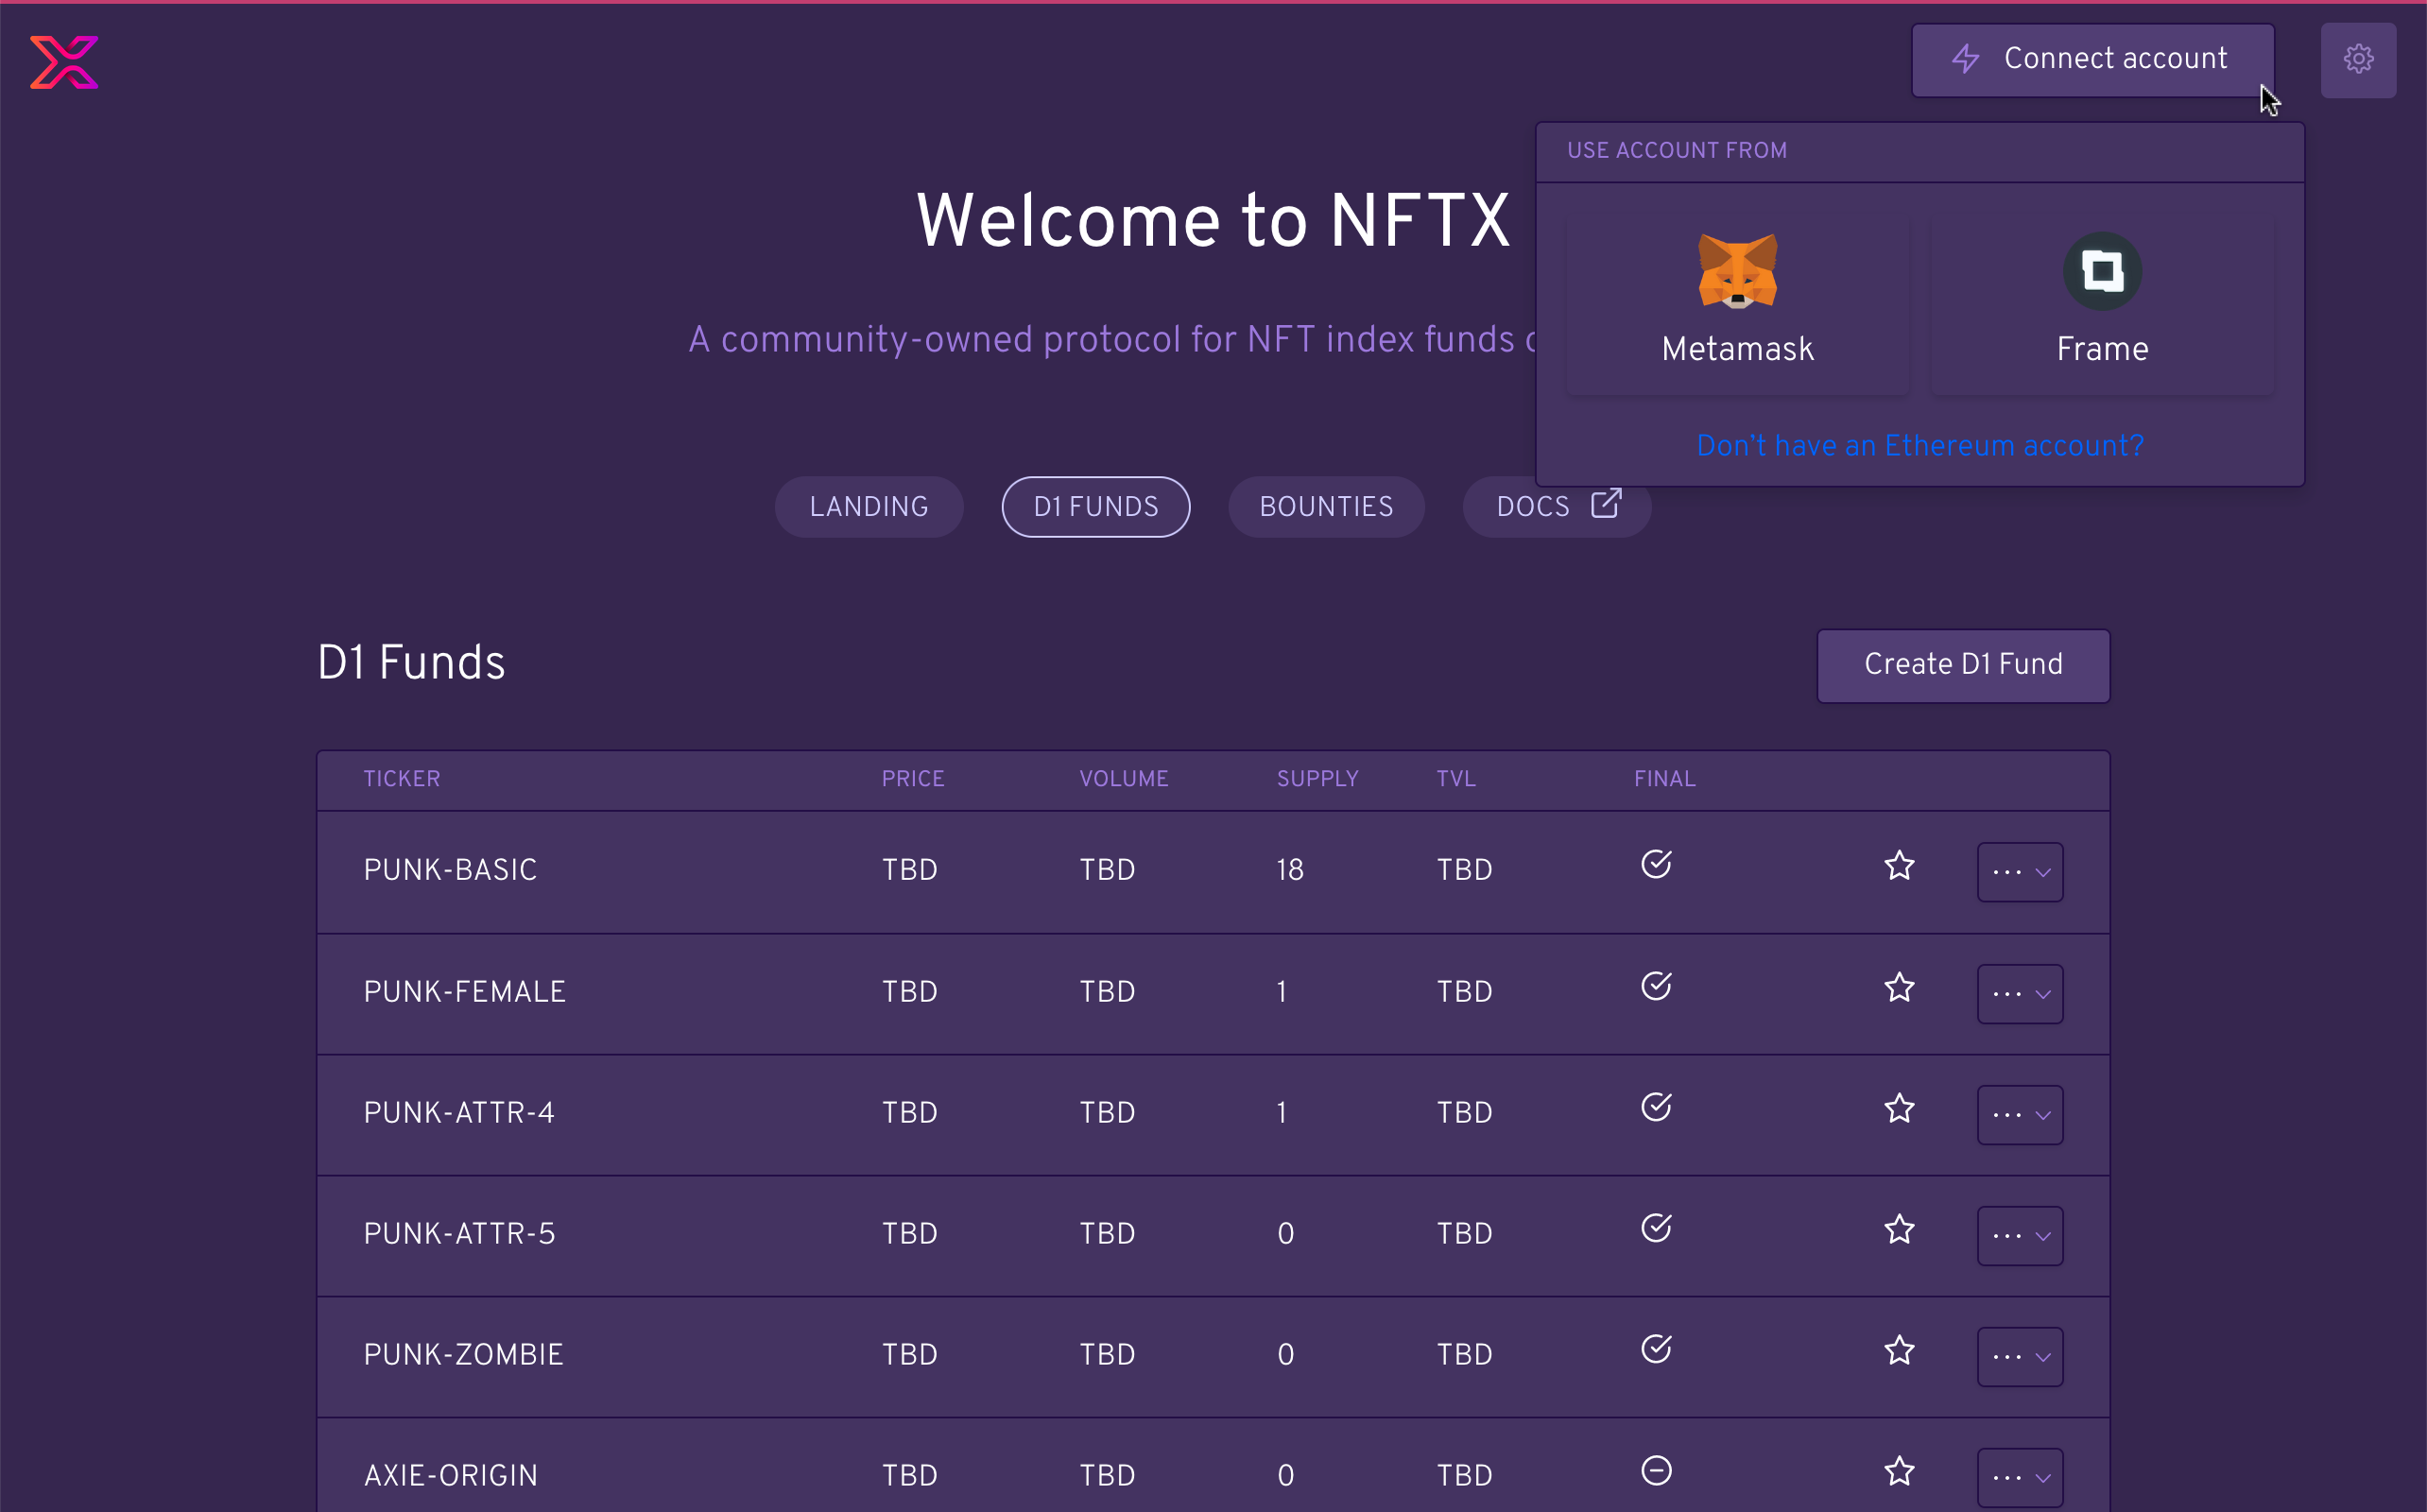 Connect account
USE ACCOUNT FROM
Metamask
Frame
Don't have an Ethereum account?
Welcome to NFTX
A community-owned protocol for NFT index funds
LANDING
D1 FUNDS
BOUNTIES
DOCS
D1 Funds
Create D1 Fund
TICKER PRICE VOLUME SUPPLY TVL FINAL
PUNK-BASIC TBD TBD 18 TBD
PUNK-FEMALE TBD TBD 1 TBD
PUNK-ATTR-4 TBD TBD 1 TBD
PUNK-ATTR-5 TBD TBD 0 TBD
PUNK-ZOMBIE TBD TBD 0 TBD
AXIE-ORIGIN TBD TBD 0 TBD